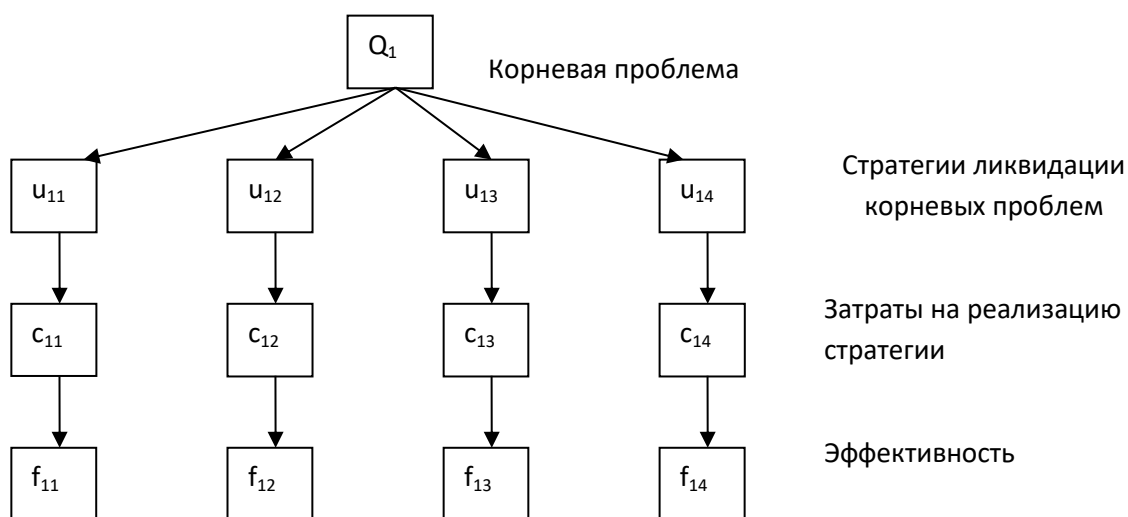 Q₁
Корневая проблема
u₁₁ u₁₂ u₁₃ u₁₄
Стратегии ликвидации
корневых проблем
c₁₁ c₁₂ c₁₃ c₁₄
Затраты на реализацию
стратегии
f₁₁ f₁₂ f₁₃ f₁₄
Эффективность